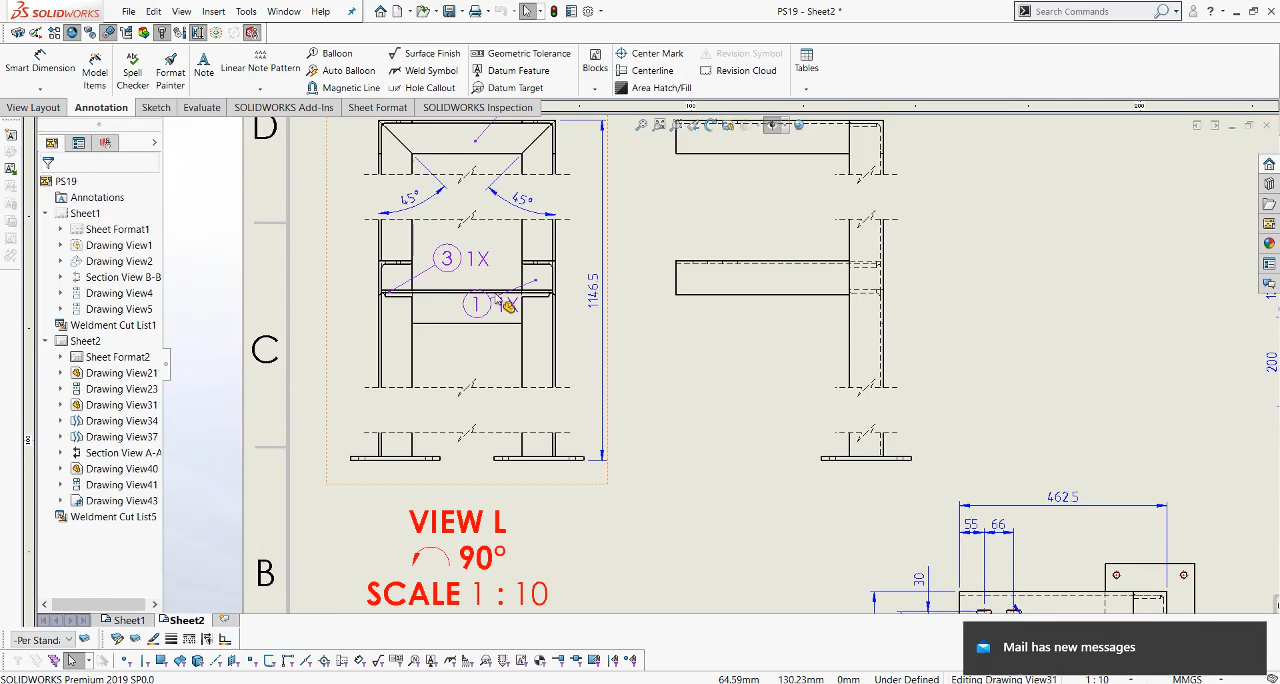 SOLIDWORKS File Edit View Insert Tools Window Help PS19 - Sheet2 * Search Commands
Smart Dimension Model Items Spell Checker Format Painter Note Linear Note Pattern Balloon Surface Finish Geometric Tolerance Blocks Center Mark Revision Symbol Tables
Auto Balloon Weld Symbol Datum Feature Centerline Revision Cloud
Magnetic Line Hole Callout Datum Target Area Hatch/Fill
View Layout Annotation Sketch Evaluate SOLIDWORKS Add-Ins Sheet Format SOLIDWORKS Inspection
100 200
PS19
Annotations
Sheet1
Sheet Format1
Drawing View1
Drawing View2
Section View B-B
Drawing View4
Drawing View5
Weldment Cut List1
Sheet2
Sheet Format2
Drawing View21
Drawing View23
Drawing View31
Drawing View34
Drawing View37
Section View A-A
Drawing View40
Drawing View41
Drawing View43
Weldment Cut List5
D
45° 45°
3 1X
1 1X
1146.5
C
200
VIEW L
90°
SCALE 1 : 10
B
462.5
55 66
30
Sheet1 Sheet2
-Per Stand
Mail has new messages
SOLIDWORKS Premium 2019 SP0.0 64.59mm 130.23mm 0mm Under Defined Editing Drawing View31 1 : 10 MMGS